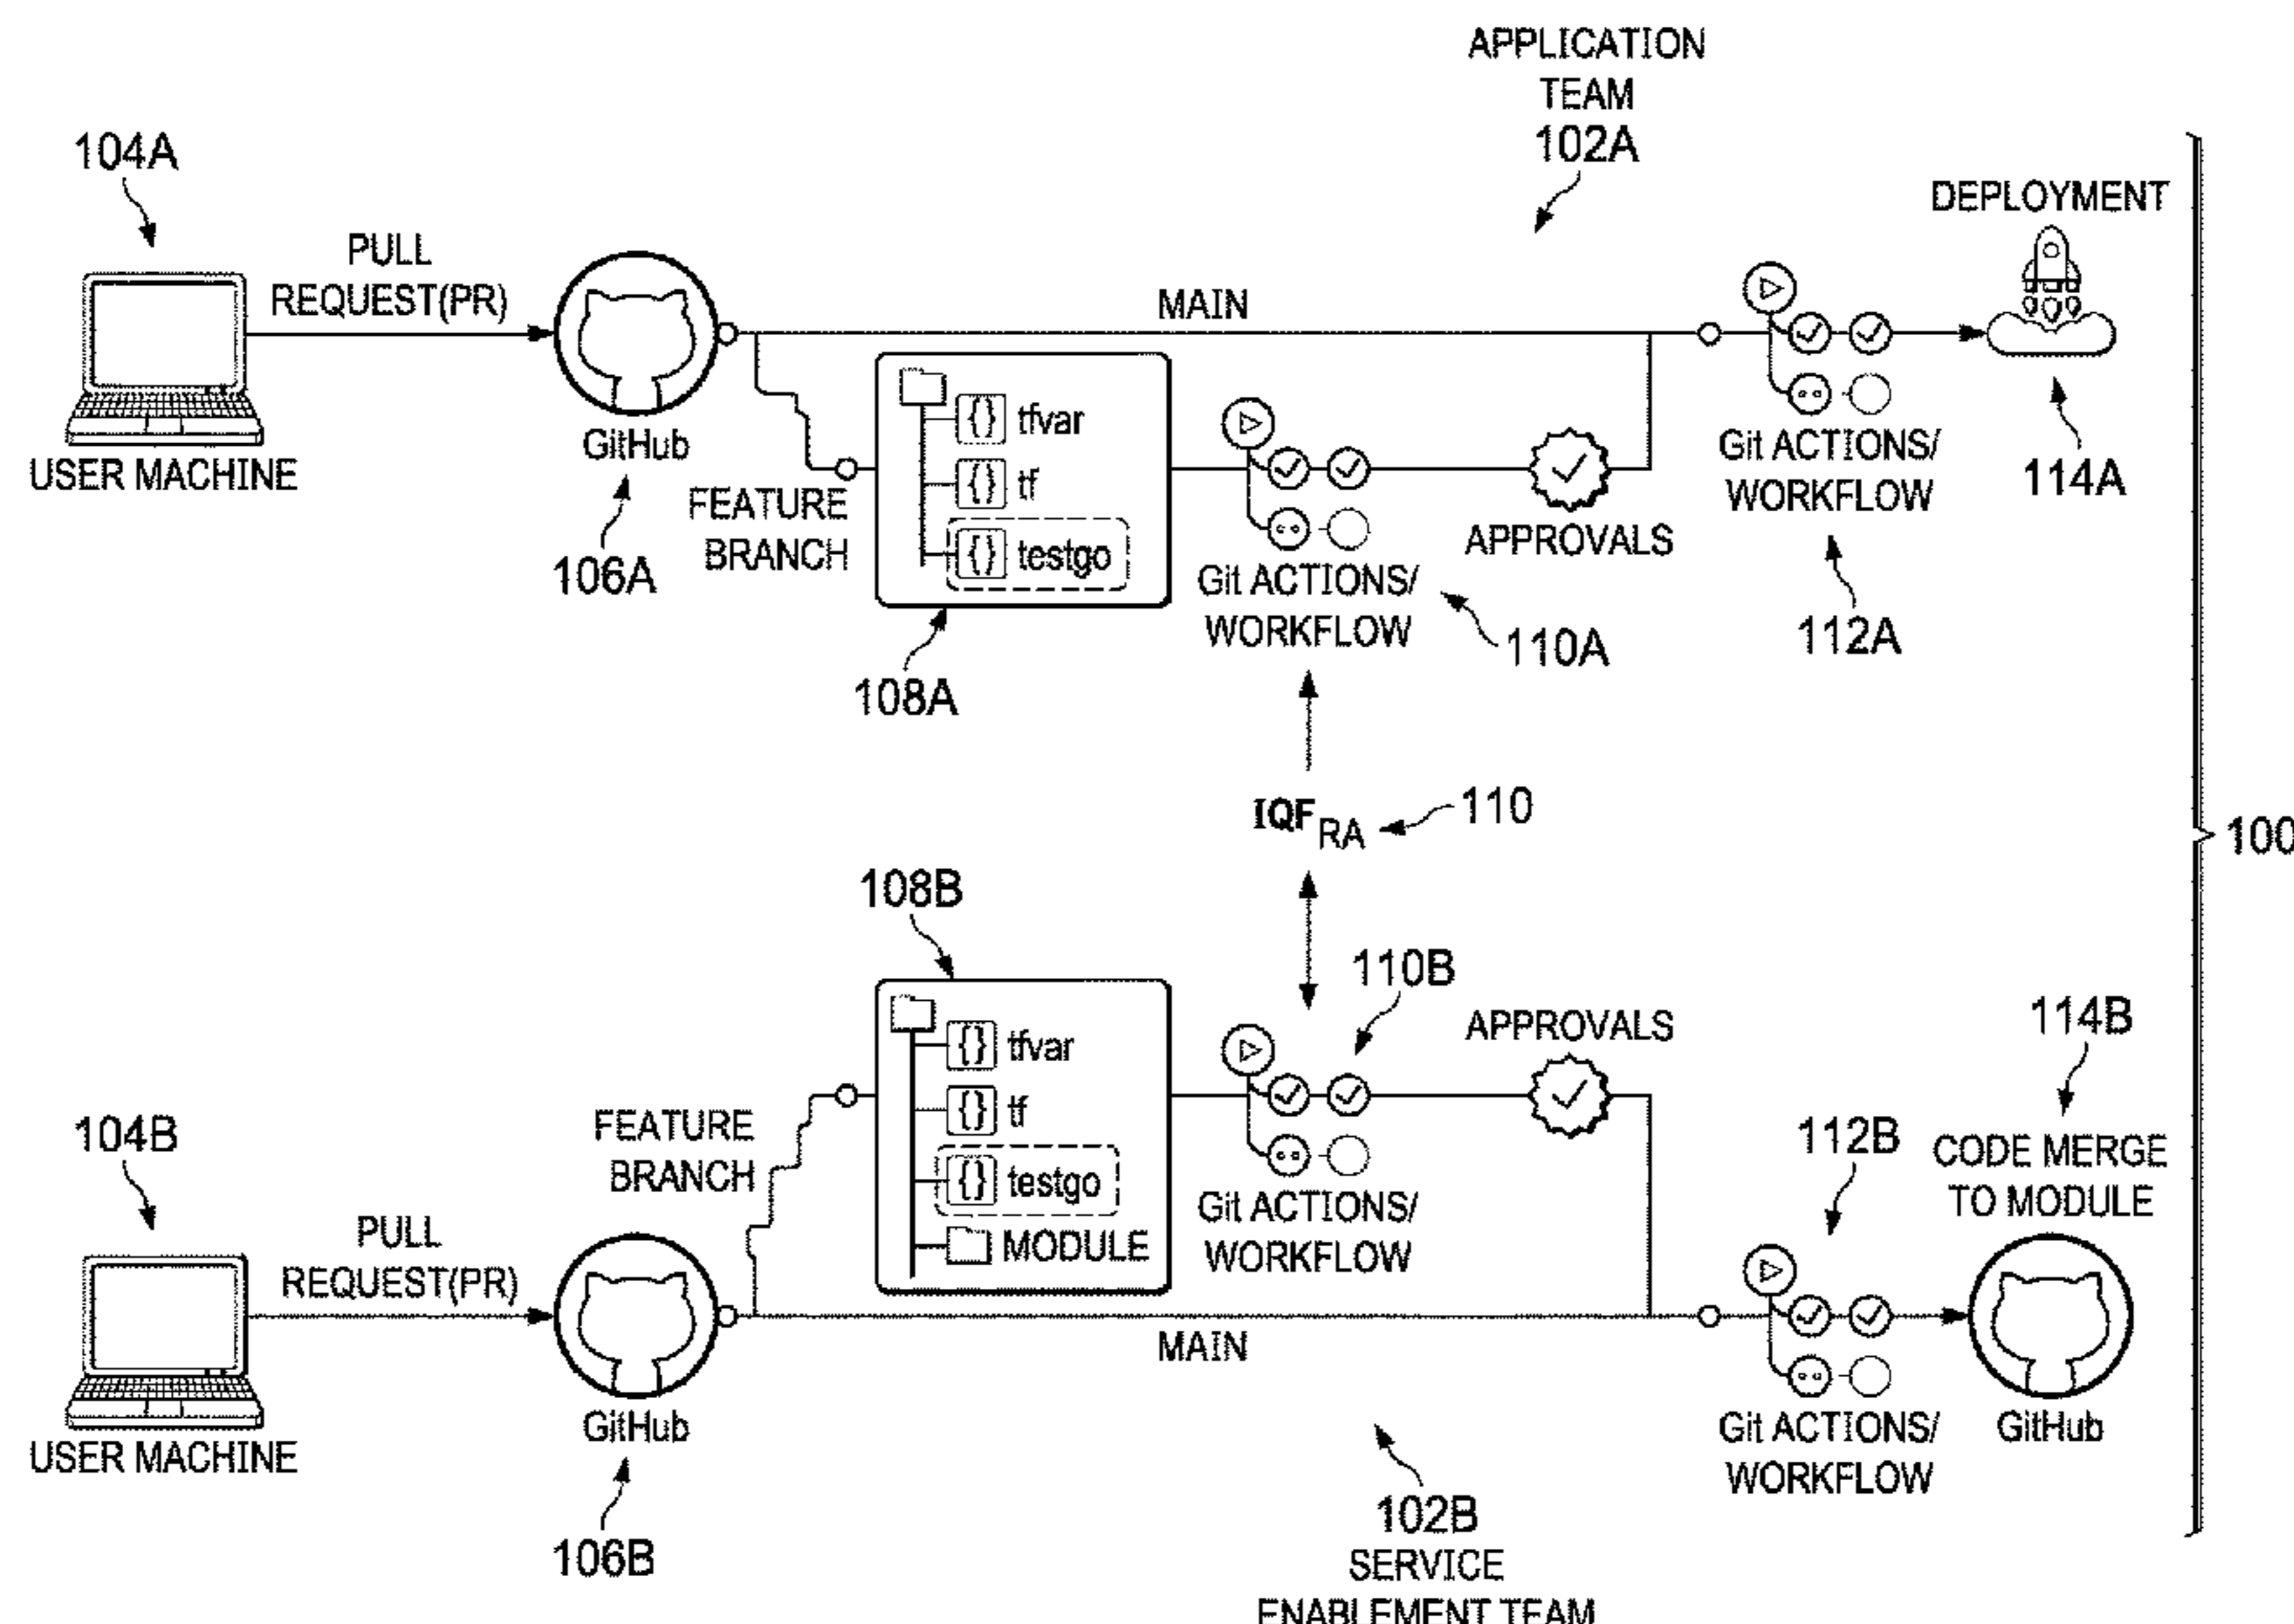 APPLICATION
TEAM
102A
104A
DEPLOYMENT
PULL
REQUEST(PR)
MAIN
{} tfvar
{} tf
{} testgo
GitHub
USER MACHINE
FEATURE
BRANCH
APPROVALS
Git ACTIONS/
WORKFLOW
114A
106A
Git ACTIONS/
WORKFLOW
110A
112A
108A
IQF RA
110
100
108B
110B
{} tfvar
{} tf
{} testgo
MODULE
APPROVALS
114B
104B
FEATURE
BRANCH
112B
CODE MERGE
TO MODULE
Git ACTIONS/
WORKFLOW
PULL
REQUEST(PR)
MAIN
GitHub
USER MACHINE
Git ACTIONS/
WORKFLOW
GitHub
106B
102B
SERVICE
ENABLEMENT TEAM